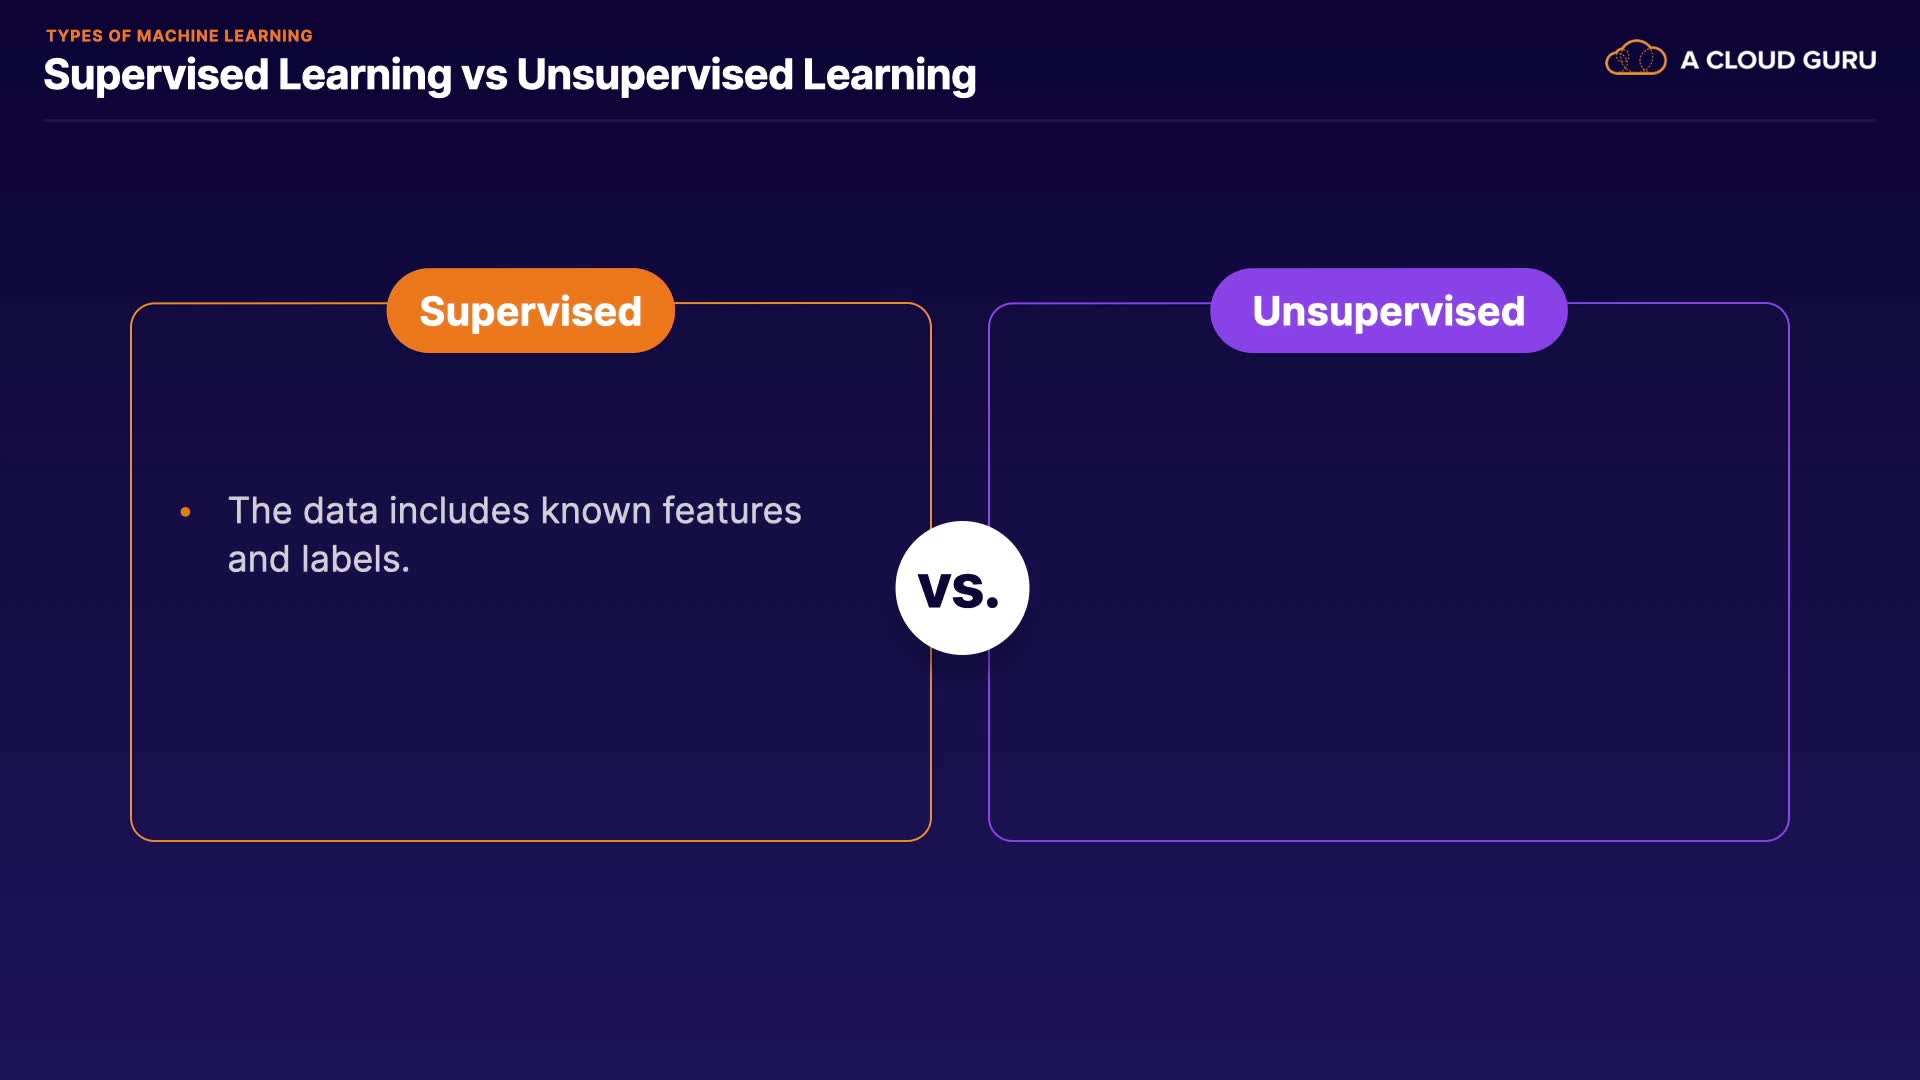 TYPES OF MACHINE LEARNING
Supervised Learning vs Unsupervised Learning
A CLOUD GURU
Supervised
• The data includes known features
and labels.
vs.
Unsupervised